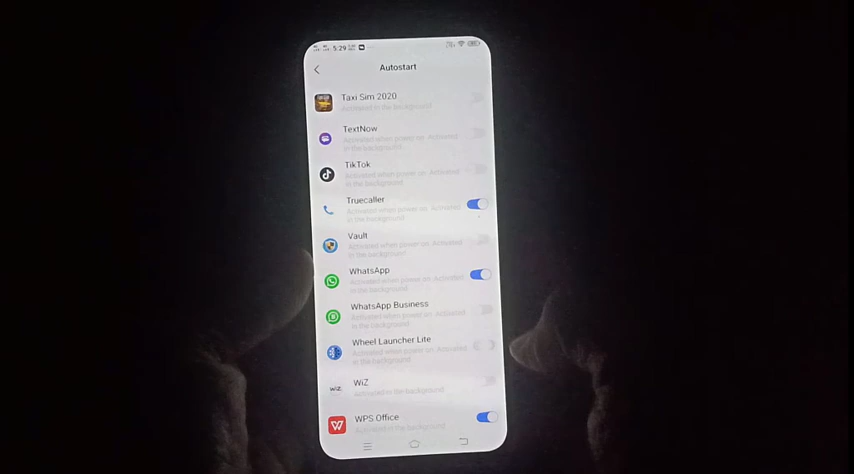 5:29
Autostart
Taxi Sim 2020
Activated in the background
TextNow
Activated when power on. Activated
in the background
TikTok
Activated when power on. Activated
in the background
Truecaller
Activated when power on. Activated
in the background
Vault
Activated when power on. Activated
in the background
WhatsApp
Activated when power on. Activated
in the background
WhatsApp Business
Activated when power on. Activated
in the background
Wheel Launcher Lite
Activated when power on. Activated
in the background
WiZ
WiZ
Activated in the background
WPS Office
Activated in the background